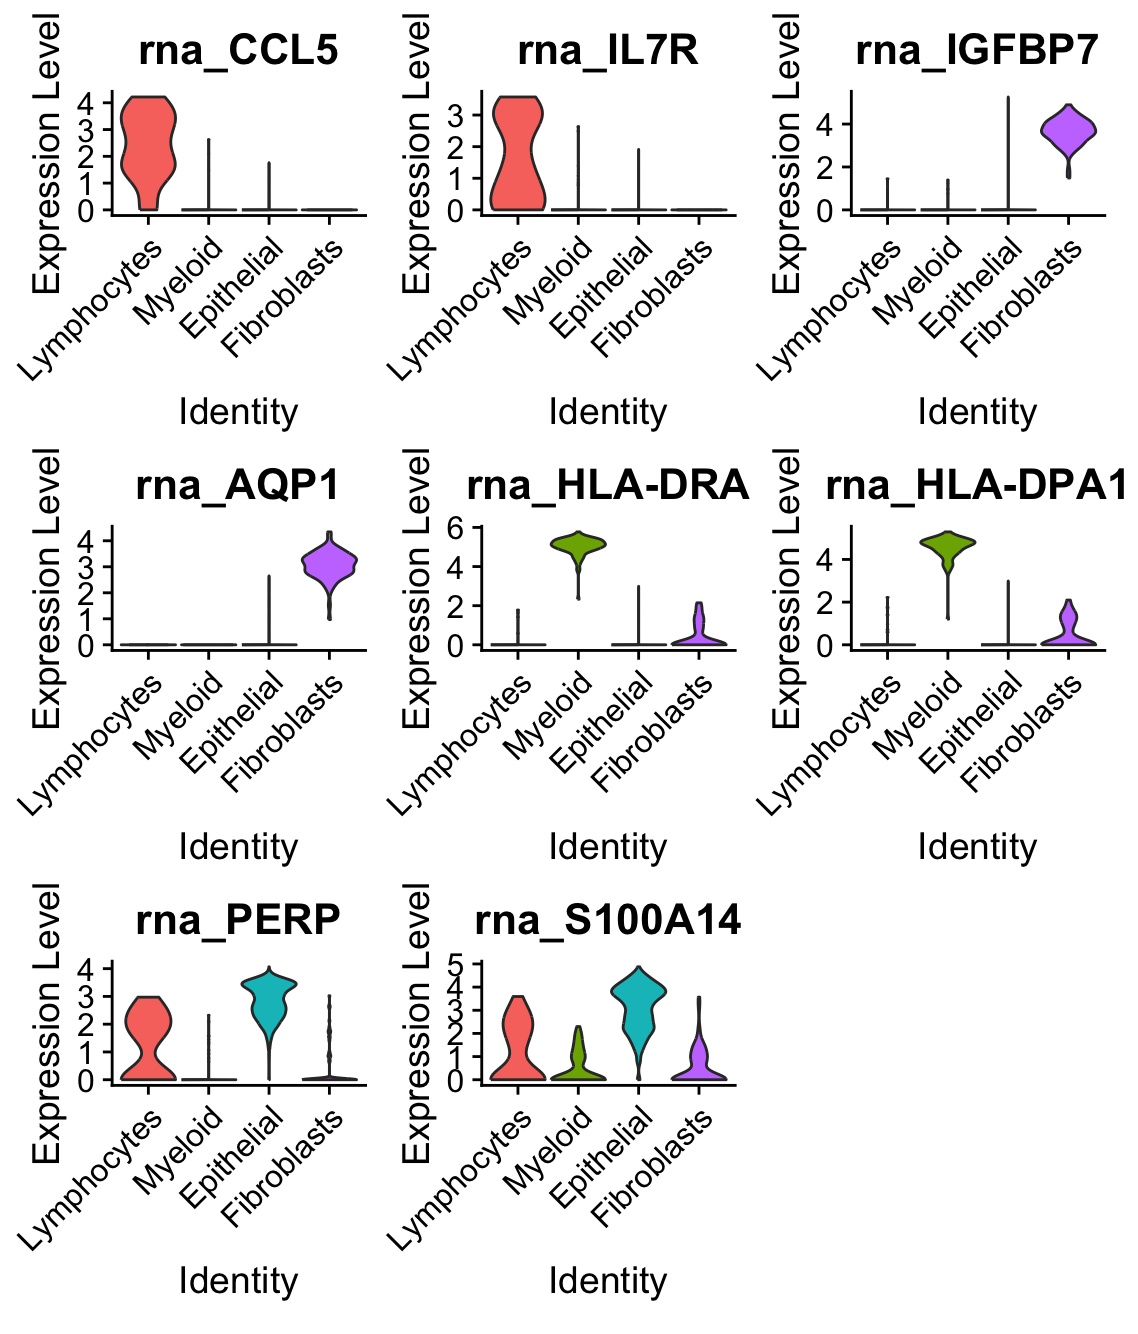 rna_CCL5
Expression Level
4
3
2
1
0
Lymphocytes
Myeloid
Epithelial
Fibroblasts
Identity
rna_IL7R
Expression Level
3
2
1
0
Lymphocytes
Myeloid
Epithelial
Fibroblasts
Identity
rna_IGFBP7
Expression Level
4
2
0
Lymphocytes
Myeloid
Epithelial
Fibroblasts
Identity
rna_AQP1
Expression Level
4
3
2
1
0
Lymphocytes
Myeloid
Epithelial
Fibroblasts
Identity
rna_HLA-DRA
Expression Level
6
4
2
0
Lymphocytes
Myeloid
Epithelial
Fibroblasts
Identity
rna_HLA-DPA1
Expression Level
4
2
0
Lymphocytes
Myeloid
Epithelial
Fibroblasts
Identity
rna_PERP
Expression Level
4
3
2
1
0
Lymphocytes
Myeloid
Epithelial
Fibroblasts
Identity
rna_S100A14
Expression Level
5
4
3
2
1
0
Lymphocytes
Myeloid
Epithelial
Fibroblasts
Identity